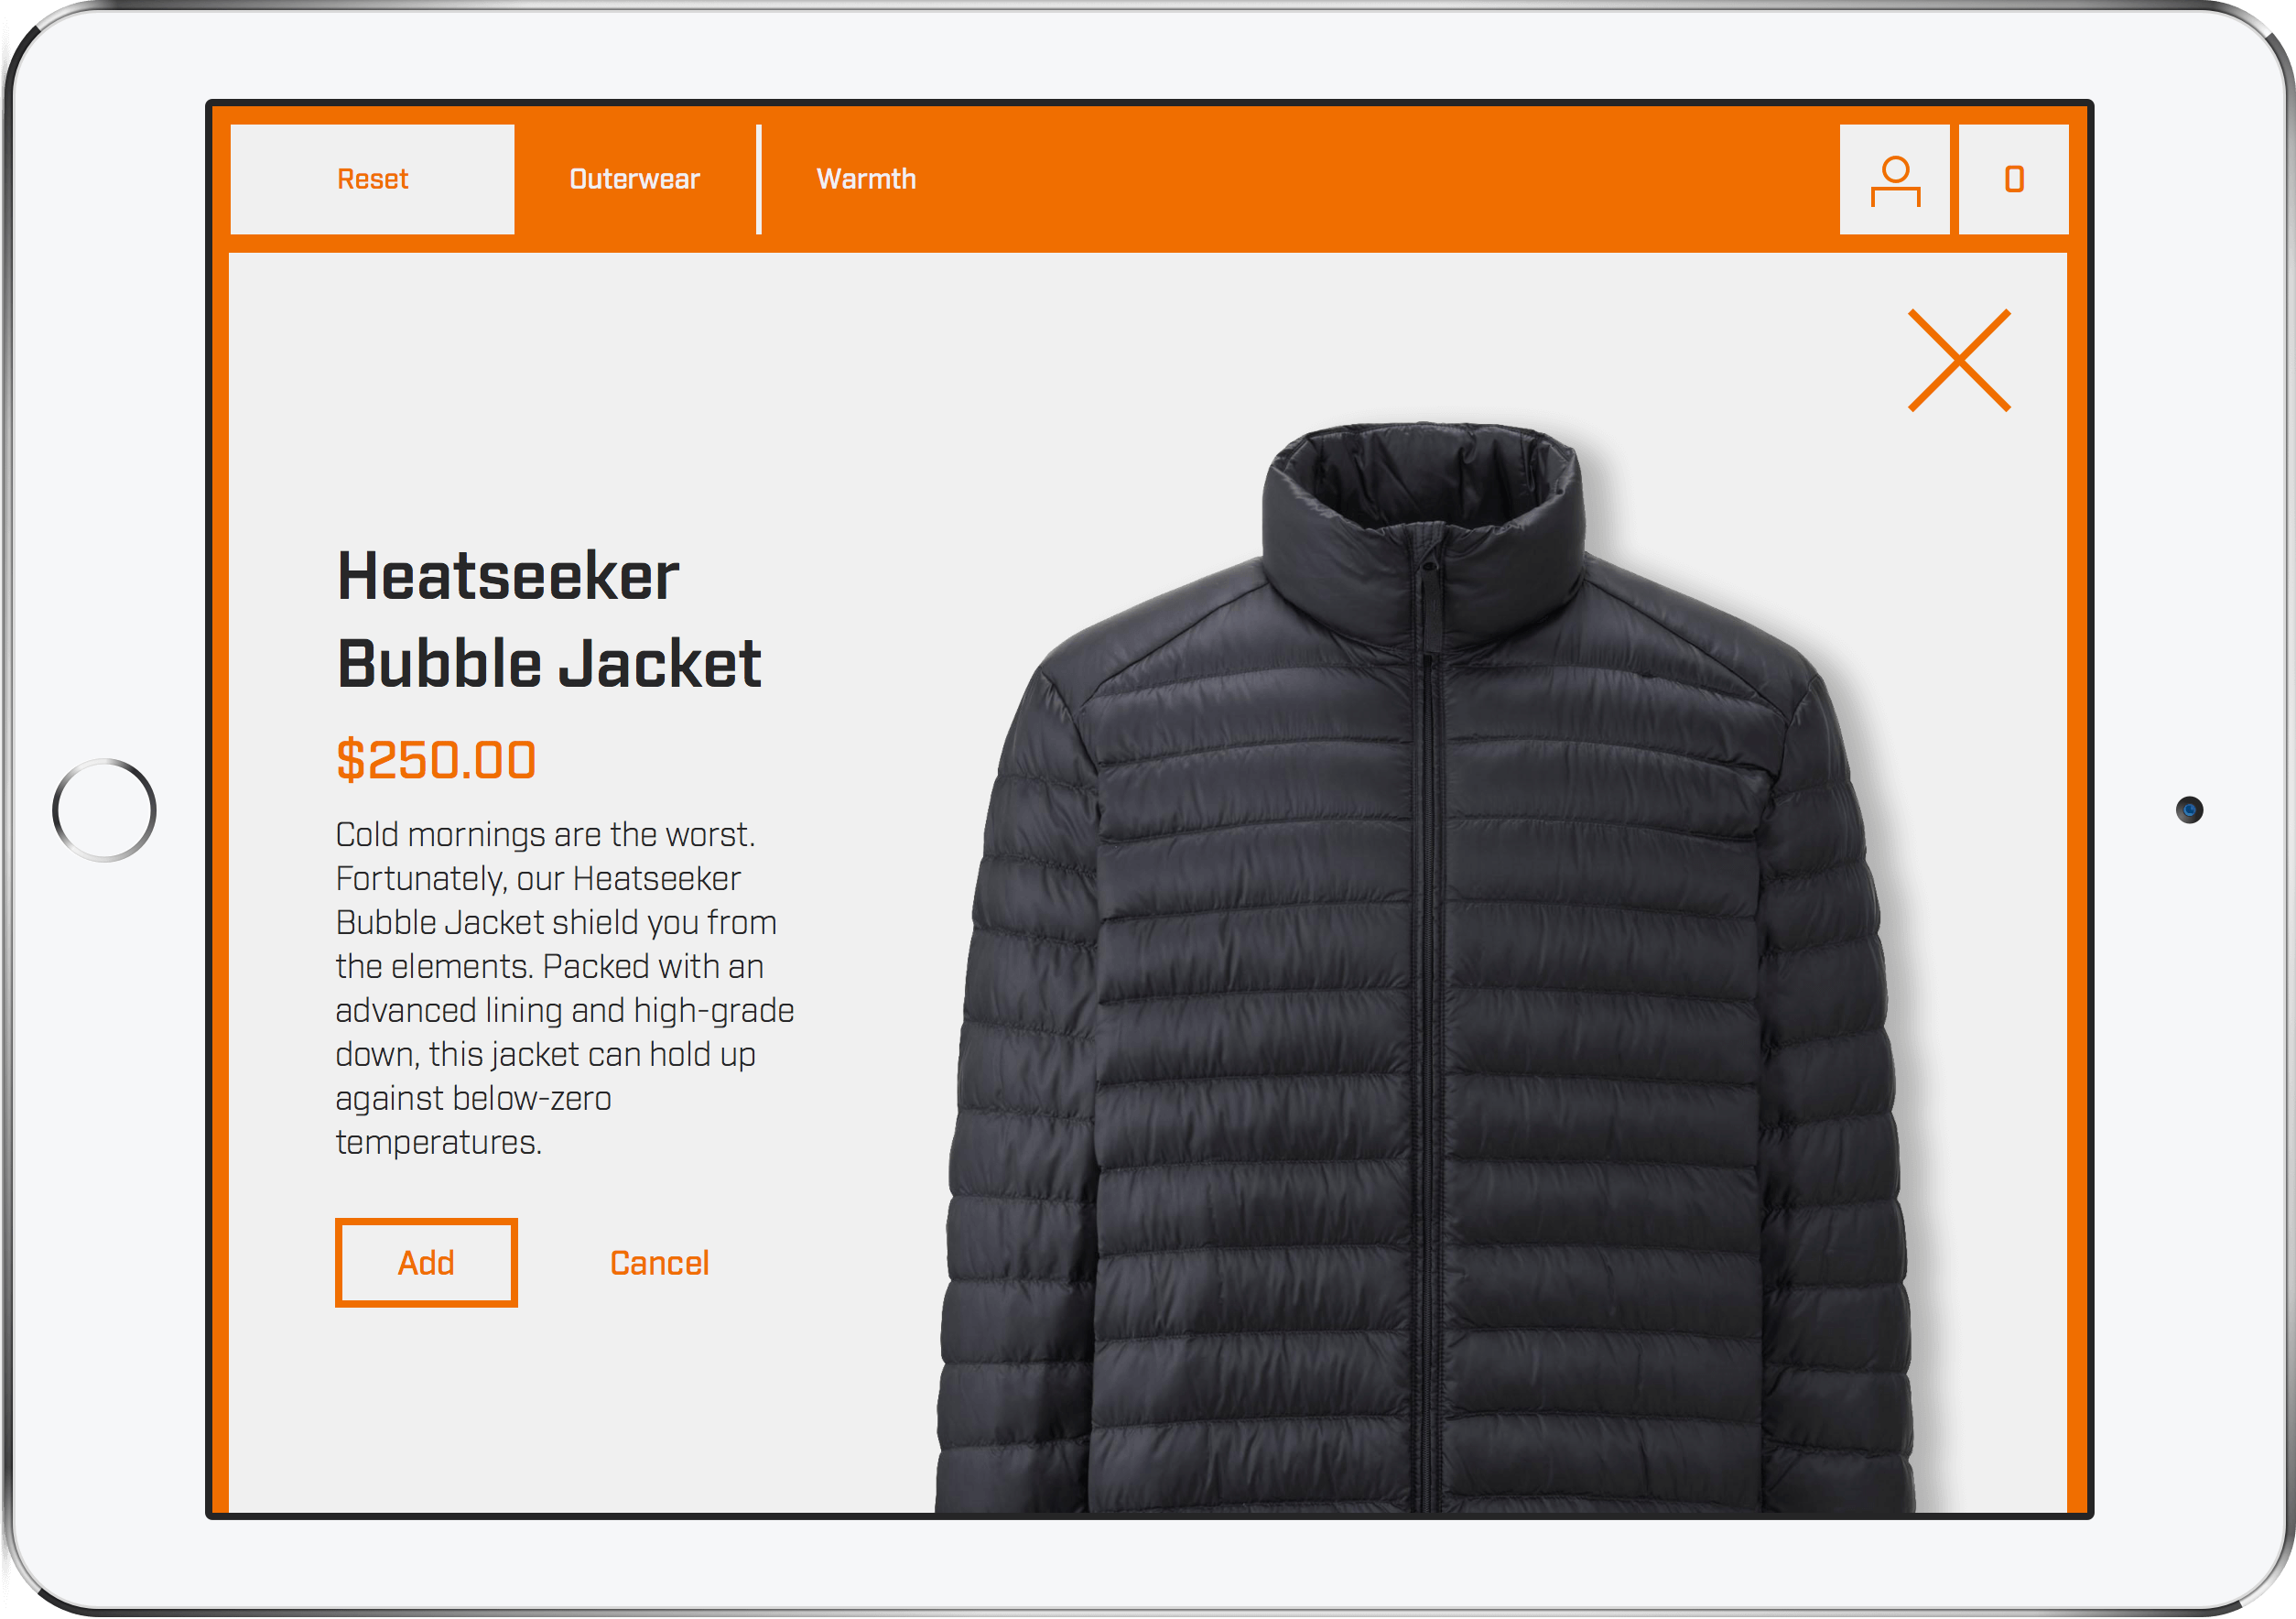 Reset
Outerwear
Warmth
0
Heatseeker
Bubble Jacket
$250.00
Cold mornings are the worst.
Fortunately, our Heatseeker
Bubble Jacket shield you from
the elements. Packed with an
advanced lining and high-grade
down, this jacket can hold up
against below-zero
temperatures.
Add
Cancel